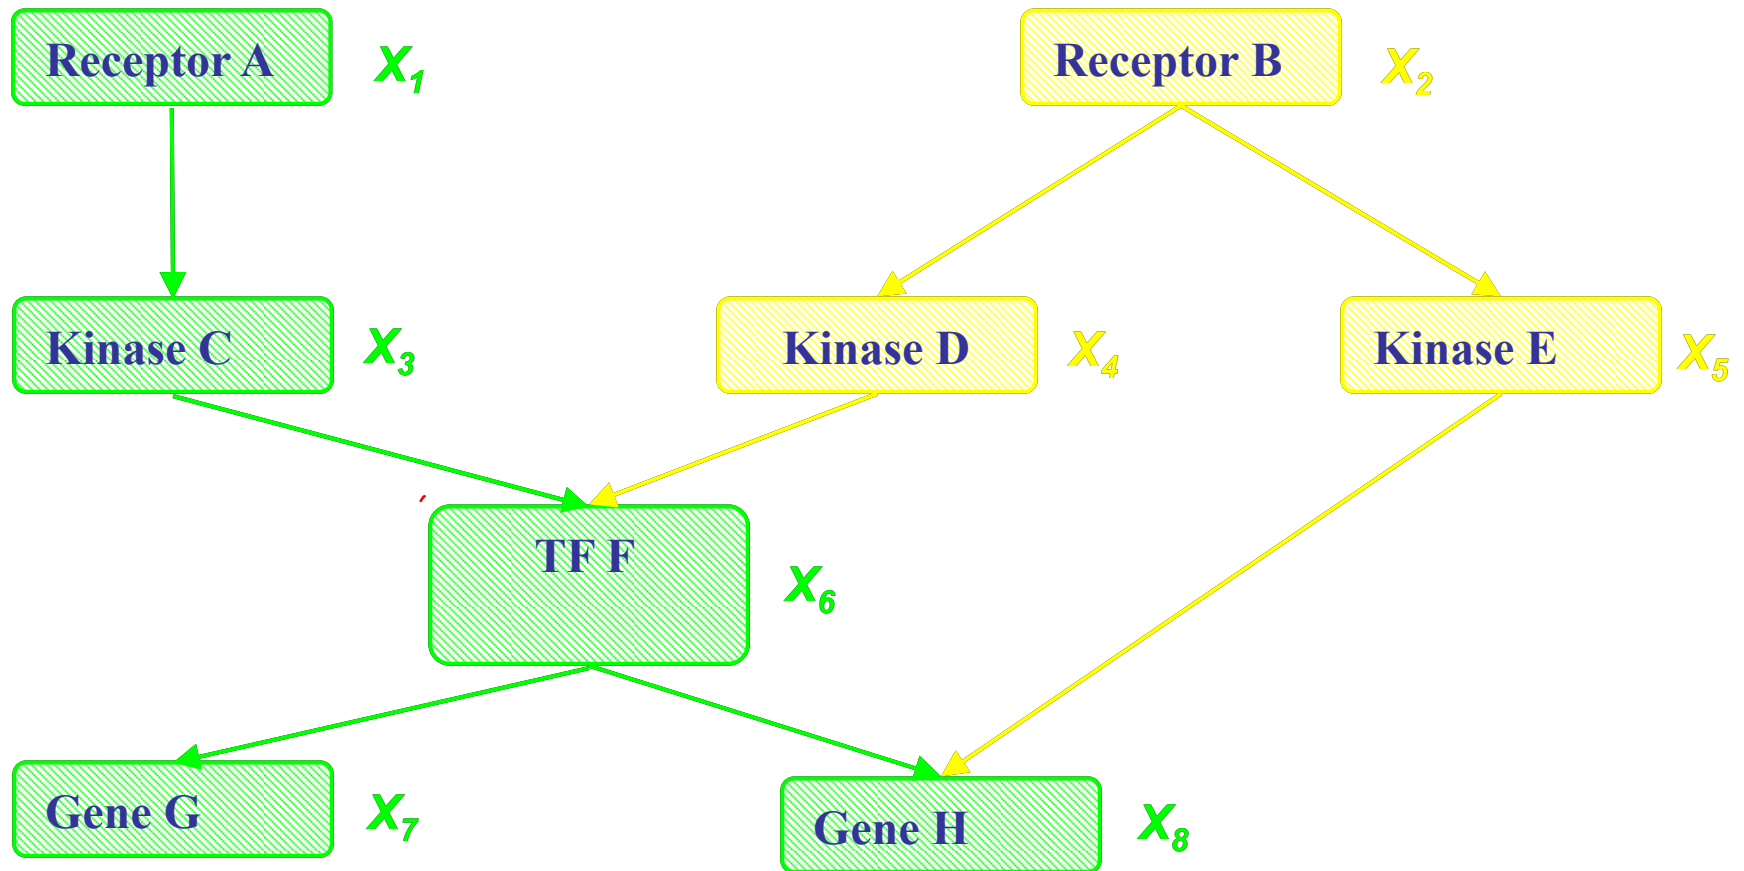 Receptor A
X1
Receptor B
X2
Kinase C
X3
Kinase D
X4
Kinase E
X5
TF F
X6
Gene G
X7
Gene H
X8